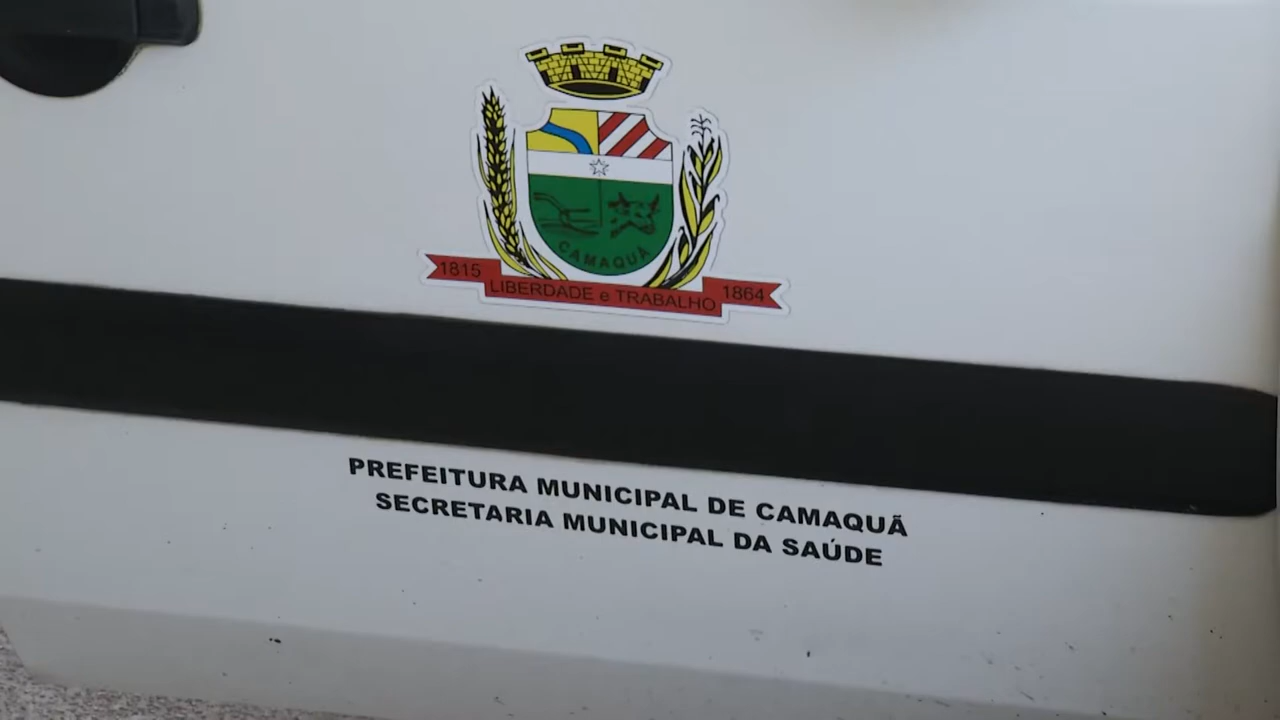 CAMAQUÃ
1815 LIBERDADE e TRABALHO 1864
PREFEITURA MUNICIPAL DE CAMAQUÃ
SECRETARIA MUNICIPAL DA SAÚDE